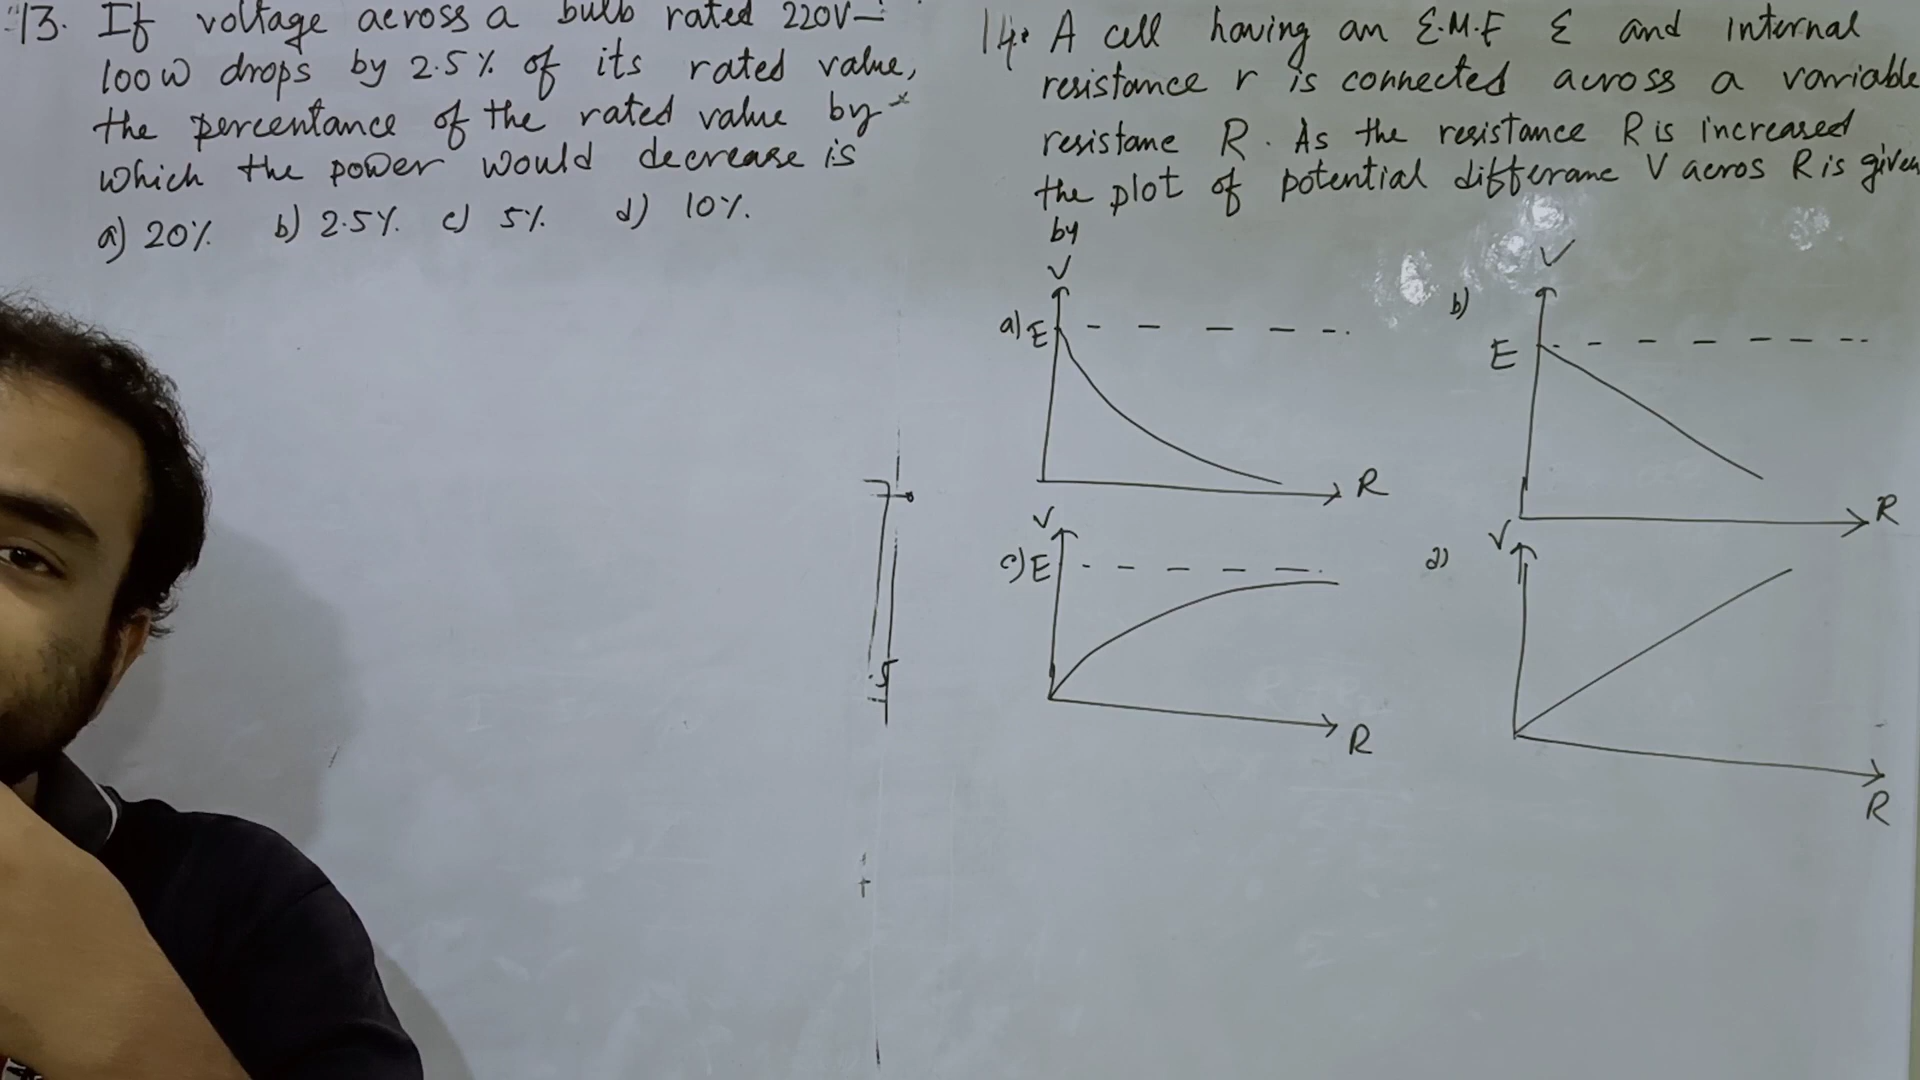 13. If voltage across a bulb rated 220V-
100W drops by 2.5% of its rated value,
the percentance of the rated value by
which the power would decrease is
a) 20% b) 2.5% c) 5% d) 10%.
14. A cell having an E.M.F ε and internal
resistance r is connected across a variable
resistame R. As the resistance R is increased
the plot of potential differane V acros R is given
by
a) V E R
b) V E R
c) V E R
d) V R